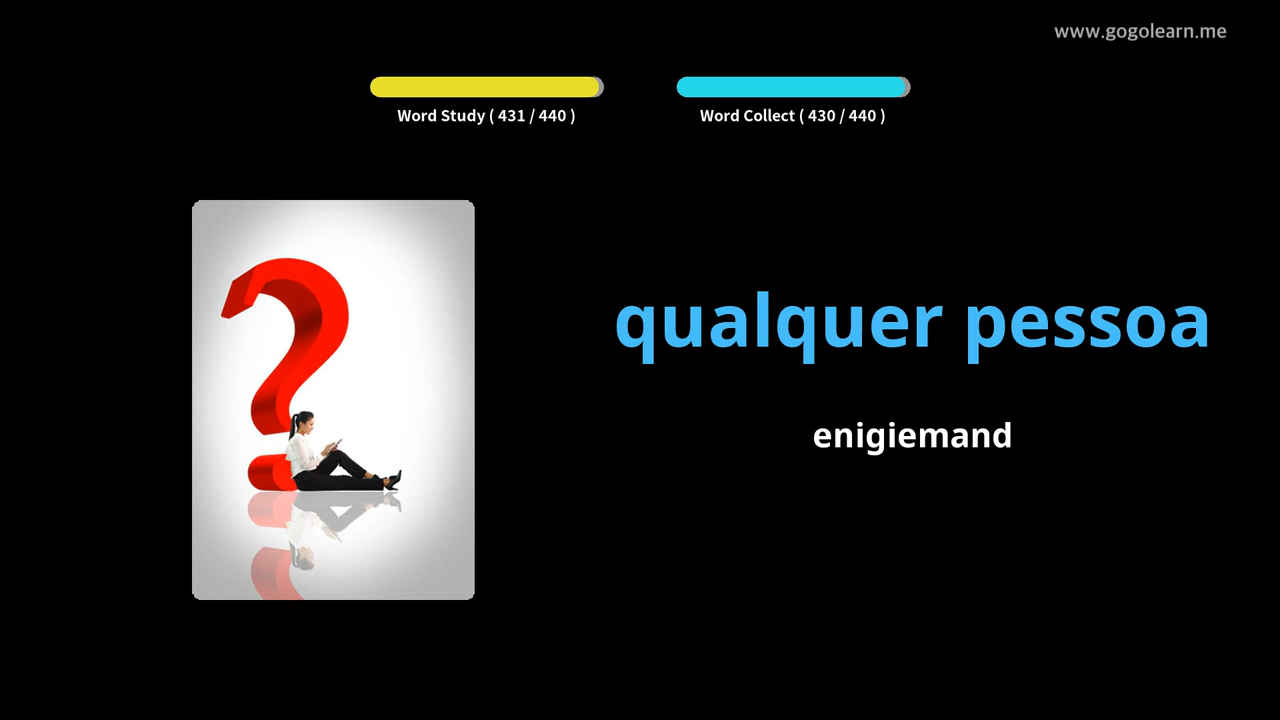 www.gogolearn.me
Word Study ( 431 / 440 )
Word Collect ( 430 / 440 )
qualquer pessoa
enigiemand